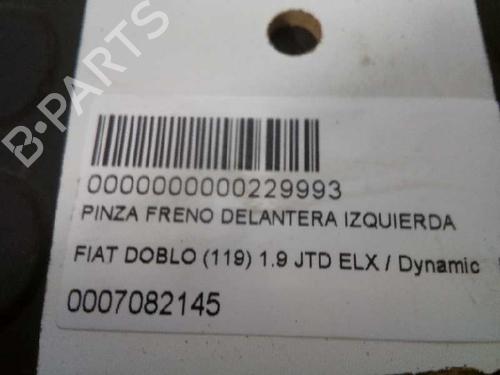 B-PARTS
0000000000229993
PINZA FRENO DELANTERA IZQUIERDA
FIAT DOBLO (119) 1.9 JTD ELX / Dynamic
0007082145